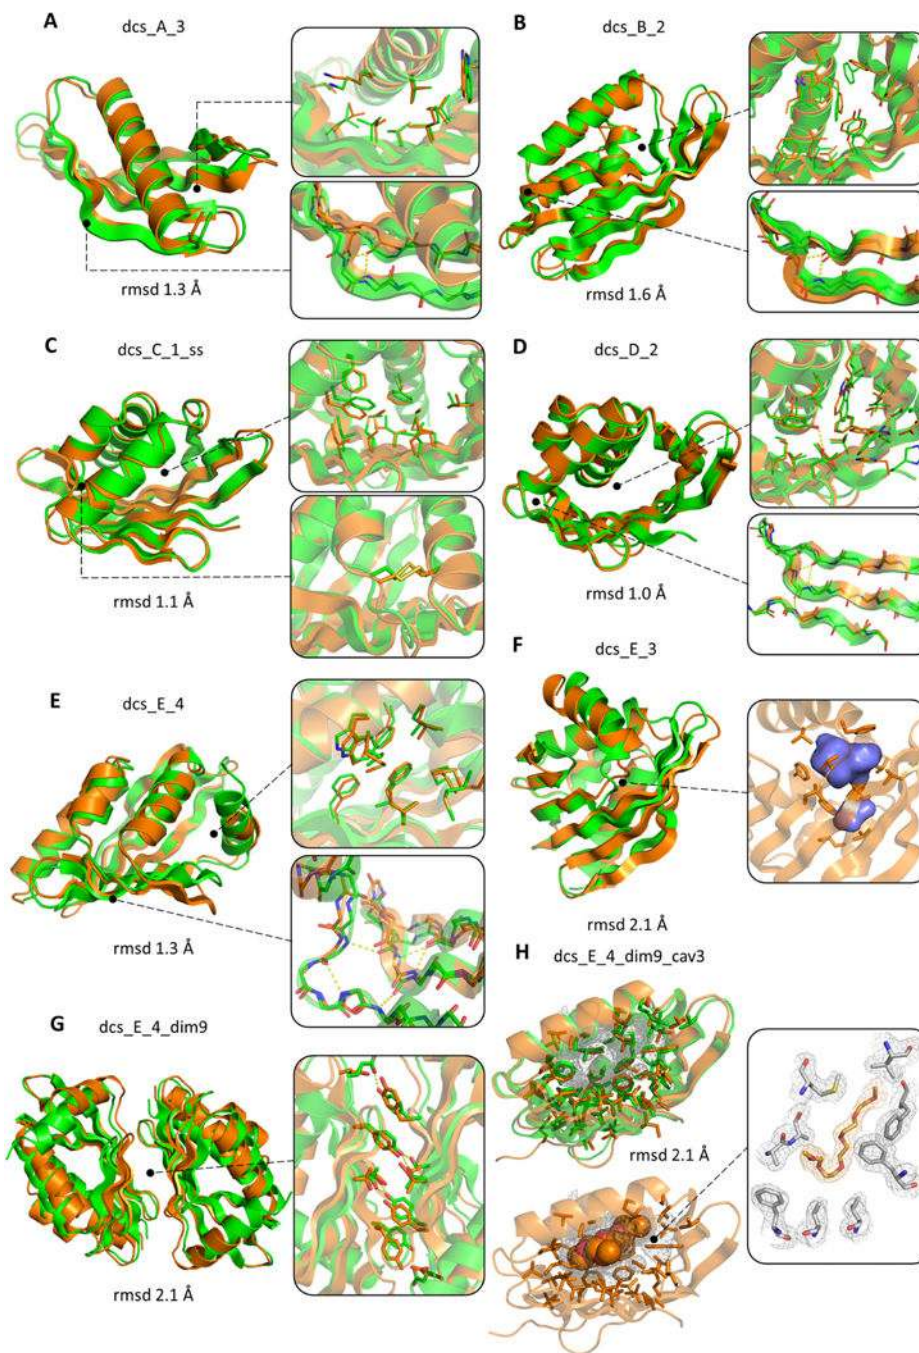 A
dcs_A_3
rmsd 1.3 Å
B
dcs_B_2
rmsd 1.6 Å
C
dcs_C_1_ss
rmsd 1.1 Å
D
dcs_D_2
rmsd 1.0 Å
E
dcs_E_4
rmsd 1.3 Å
F
dcs_E_3
rmsd 2.1 Å
G
dcs_E_4_dim9
rmsd 2.1 Å
H
dcs_E_4_dim9_cav3
rmsd 2.1 Å